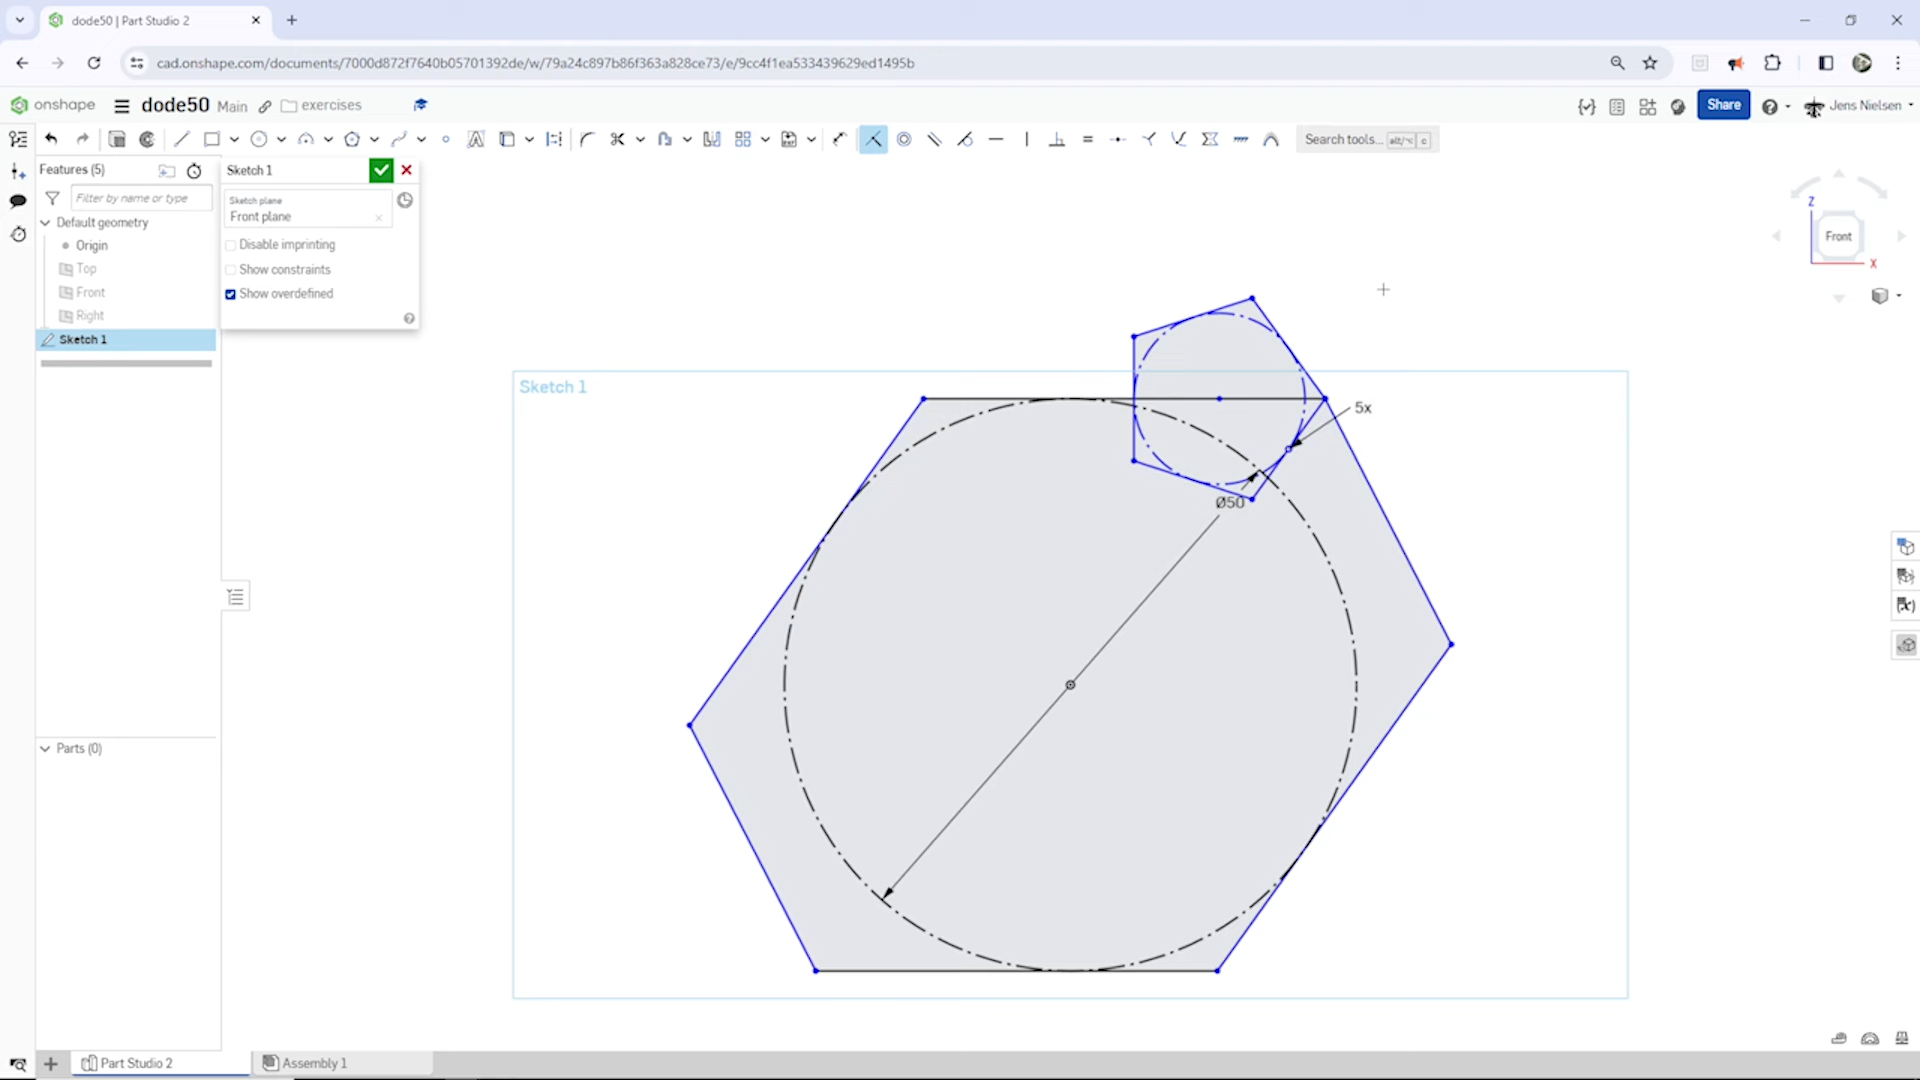 dode50 | Part Studio 2
cad.onshape.com/documents/7000d872f7640b05701392de/w/79a24c897b86f363a828ce73/e/9cc4f1ea533439629ed1495b
onshape
dode50 Main
exercises
Share
Jens Nielsen
Search tools... alt/⌥ c
Features (5)
Filter by name or type
Default geometry
Origin
Top
Front
Right
Sketch 1
Parts (0)
Sketch 1
Sketch plane
Front plane
Disable imprinting
Show constraints
Show overdefined
Z
Front
X
Sketch 1
5x
Ø50
Part Studio 2
Assembly 1